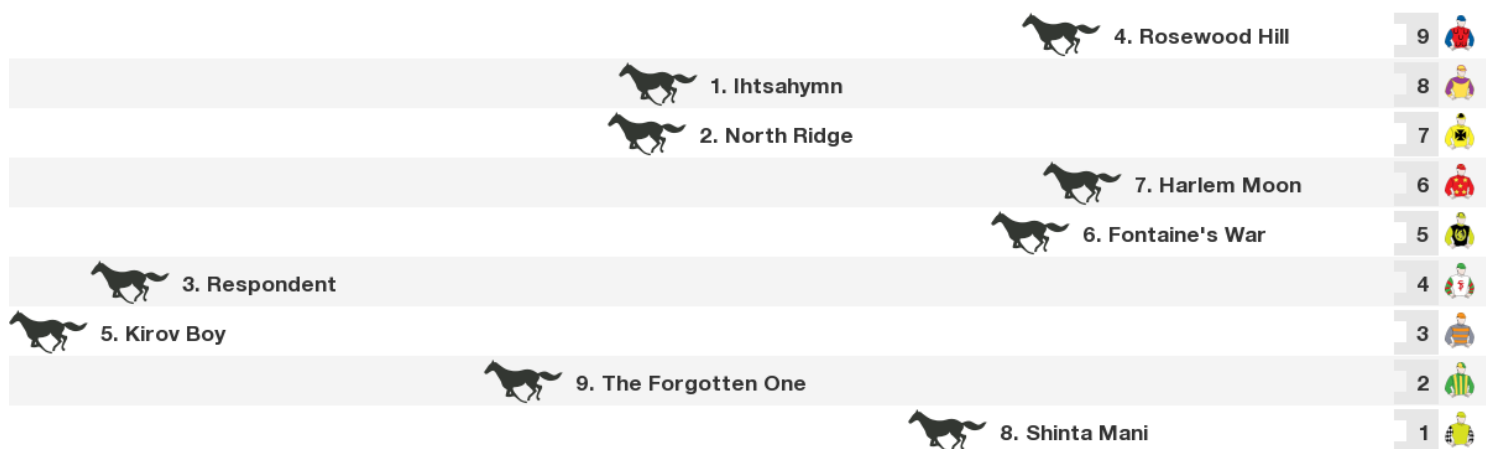 4. Rosewood Hill 9
1. Ihtsahymn 8
2. North Ridge 7
7. Harlem Moon 6
6. Fontaine's War 5
3. Respondent 4
5. Kirov Boy 3
9. The Forgotten One 2
8. Shinta Mani 1